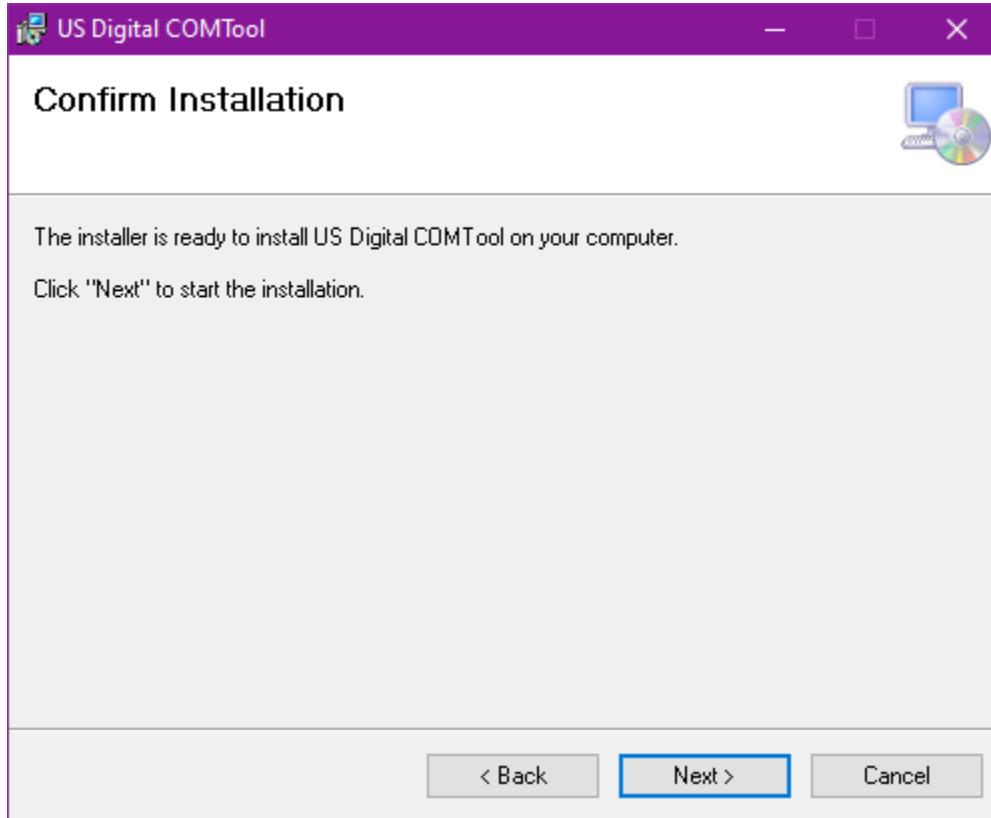 US Digital COMTool
Confirm Installation
The installer is ready to install US Digital COMTool on your computer.
Click "Next" to start the installation.
< Back
Next >
Cancel